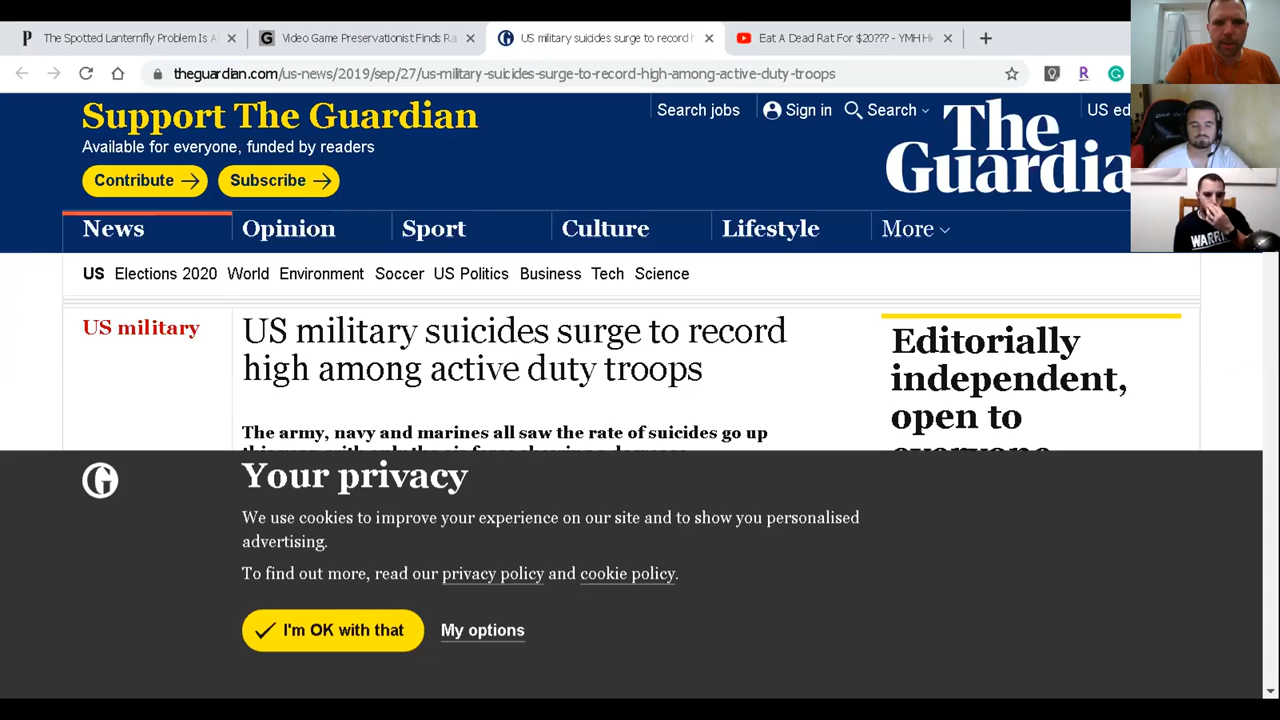 The Spotted Lanternfly Problem Is
Video Game Preservationist Finds Ra
US military suicides surge to record
Eat A Dead Rat For $20??? - YMH Hi
theguardian.com/us-news/2019/sep/27/us-military-suicides-surge-to-record-high-among-active-duty-troops
Support The Guardian
Available for everyone, funded by readers
Contribute
Subscribe
Search jobs
Sign in
Search
US ed
The
Guardia
News
Opinion
Sport
Culture
Lifestyle
More
US Elections 2020 World Environment Soccer US Politics Business Tech Science
US military
US military suicides surge to record
high among active duty troops
The army, navy and marines all saw the rate of suicides go up
Editorially
independent,
open to
everyone
Your privacy
We use cookies to improve your experience on our site and to show you personalised
advertising.
To find out more, read our privacy policy and cookie policy.
I'm OK with that
My options
WARRI